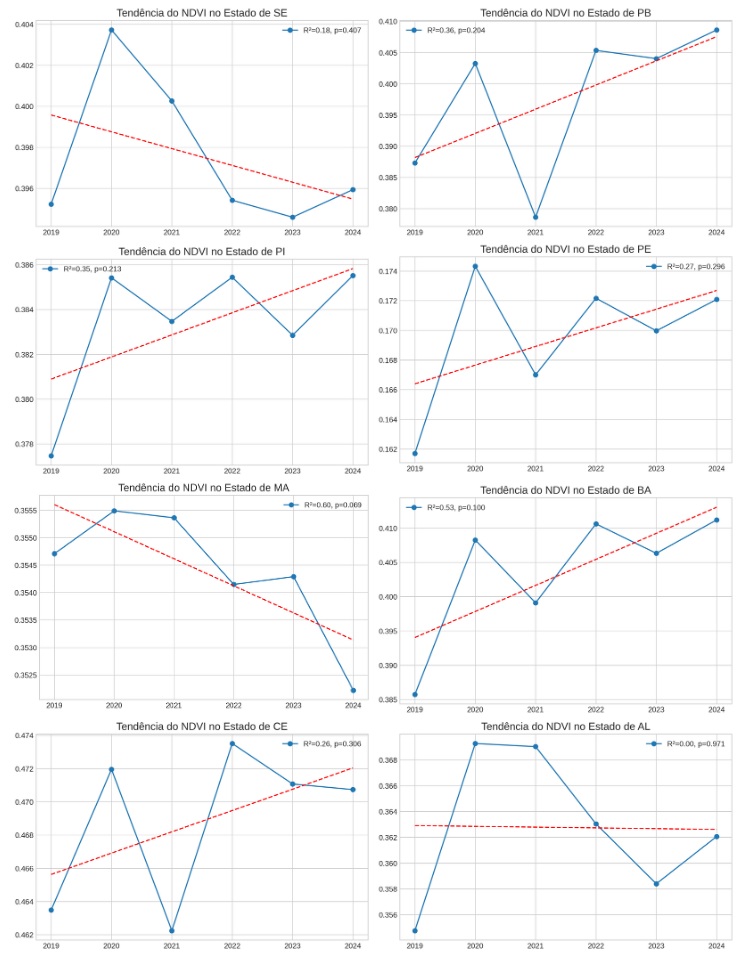 Tendência do NDVI no Estado de SE
R²=0.18, p=0.407
0.404
0.402
0.400
0.398
0.396
2019 2020 2021 2022 2023 2024
Tendência do NDVI no Estado de PB
R²=0.36, p=0.204
0.410
0.405
0.400
0.395
0.390
0.385
0.380
2019 2020 2021 2022 2023 2024
Tendência do NDVI no Estado de PI
R²=0.35, p=0.213
0.386
0.384
0.382
0.380
0.378
2019 2020 2021 2022 2023 2024
Tendência do NDVI no Estado de PE
R²=0.27, p=0.296
0.174
0.172
0.170
0.168
0.166
0.164
0.162
2019 2020 2021 2022 2023 2024
Tendência do NDVI no Estado de MA
R²=0.60, p=0.069
0.3555
0.3550
0.3545
0.3540
0.3535
0.3530
0.3525
2019 2020 2021 2022 2023 2024
Tendência do NDVI no Estado de BA
R²=0.53, p=0.100
0.410
0.405
0.400
0.395
0.390
0.385
2019 2020 2021 2022 2023 2024
Tendência do NDVI no Estado de CE
R²=0.26, p=0.306
0.474
0.472
0.470
0.468
0.466
0.464
0.462
2019 2020 2021 2022 2023 2024
Tendência do NDVI no Estado de AL
R²=0.00, p=0.971
0.368
0.366
0.364
0.362
0.360
0.358
0.356
2019 2020 2021 2022 2023 2024